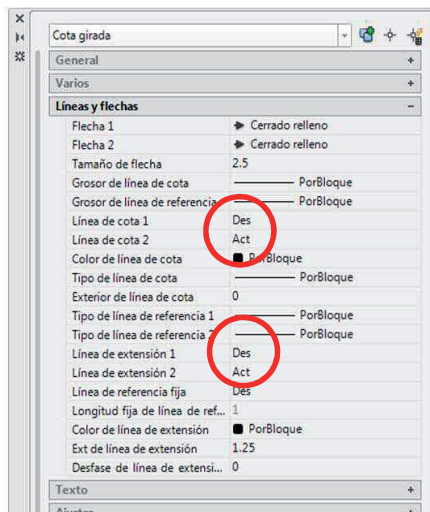 Cota girada
General +
Varios +
Líneas y flechas -
Flecha 1 Cerrado relleno
Flecha 2 Cerrado relleno
Tamaño de flecha 2.5
Grosor de línea de cota PorBloque
Grosor de línea de referencia PorBloque
Línea de cota 1 Des
Línea de cota 2 Act
Color de línea de cota PorBloque
Tipo de línea de cota PorBloque
Exterior de línea de cota 0
Tipo de línea de referencia 1 PorBloque
Tipo de línea de referencia PorBloque
Línea de extensión 1 Des
Línea de extensión 2 Act
Línea de referencia fija Des
Longitud fija de línea de ref... 1
Color de línea de extensión PorBloque
Ext de línea de extensión 1.25
Desfase de línea de extensi... 0
Texto +